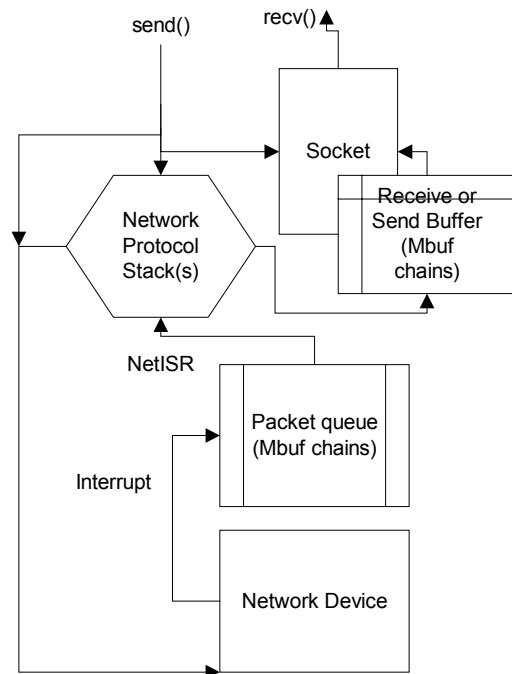 send()
recv()
Socket
Receive or
Send Buffer
(Mbuf
chains)
Network
Protocol
Stack(s)
NetISR
Packet queue
(Mbuf chains)
Interrupt
Network Device